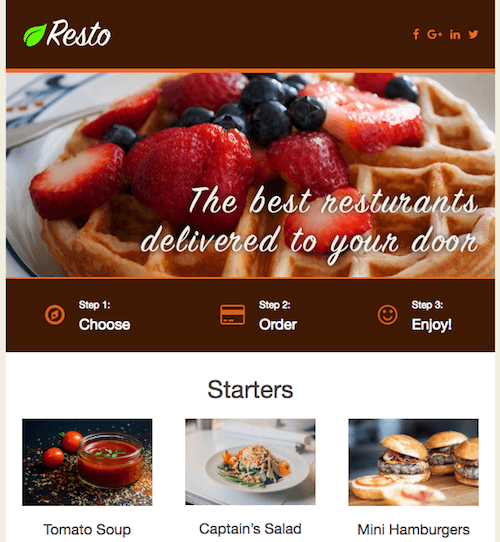 Resto
The best resturants
delivered to your door
Step 1:
Choose
Step 2:
Order
Step 3:
Enjoy!
Starters
Tomato Soup
Captain's Salad
Mini Hamburgers